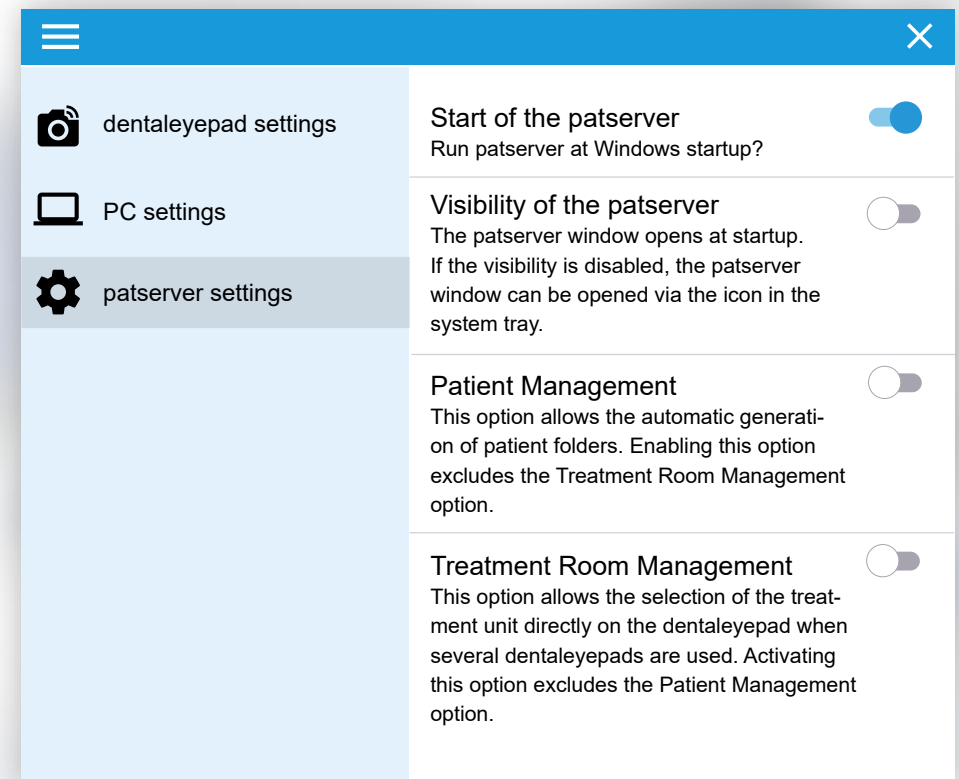 dentaleyepad settings
PC settings
patserver settings
Start of the patserver
Run patserver at Windows startup?
Visibility of the patserver
The patserver window opens at startup.
If the visibility is disabled, the patserver
window can be opened via the icon in the
system tray.
Patient Management
This option allows the automatic generati-
on of patient folders. Enabling this option
excludes the Treatment Room Management
option.
Treatment Room Management
This option allows the selection of the treat-
ment unit directly on the dentaleyepad when
several dentaleyepads are used. Activating
this option excludes the Patient Management
option.